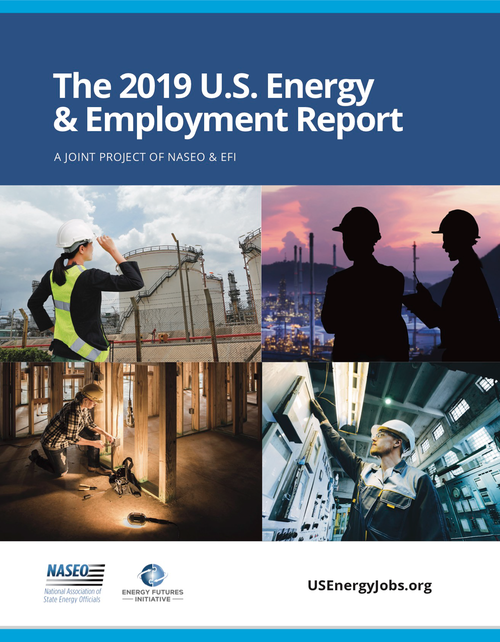 The 2019 U.S. Energy
& Employment Report
A JOINT PROJECT OF NASEO & EFI
NASEO
National Association of
State Energy Officials
ENERGY FUTURES
INITIATIVE
USEnergyJobs.org